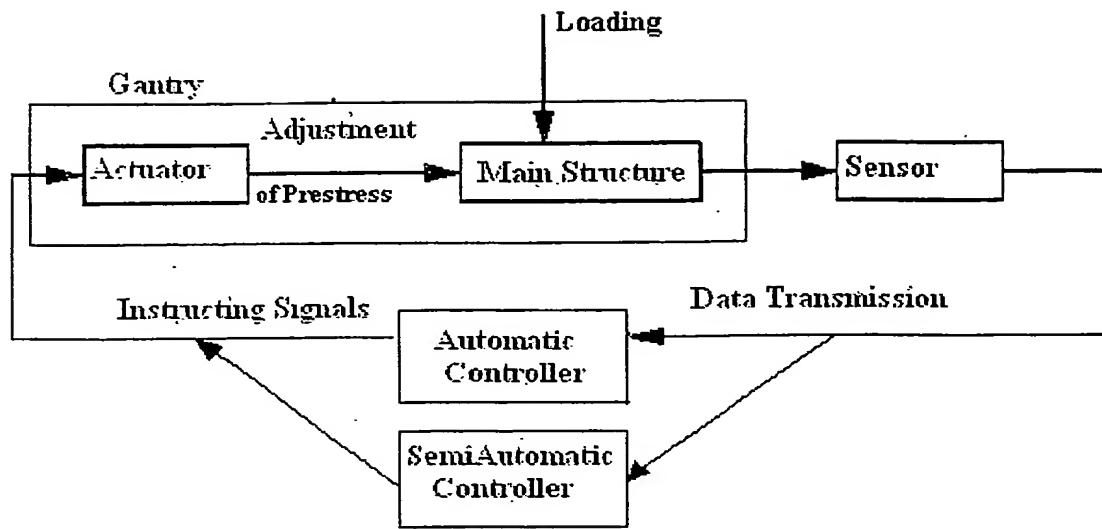 Loading
Gantry
Adjustment
Actuator
of Prestress
Main Structure
Sensor
Instructing Signals
Data Transmission
Automatic
Controller
SemiAutomatic
Controller